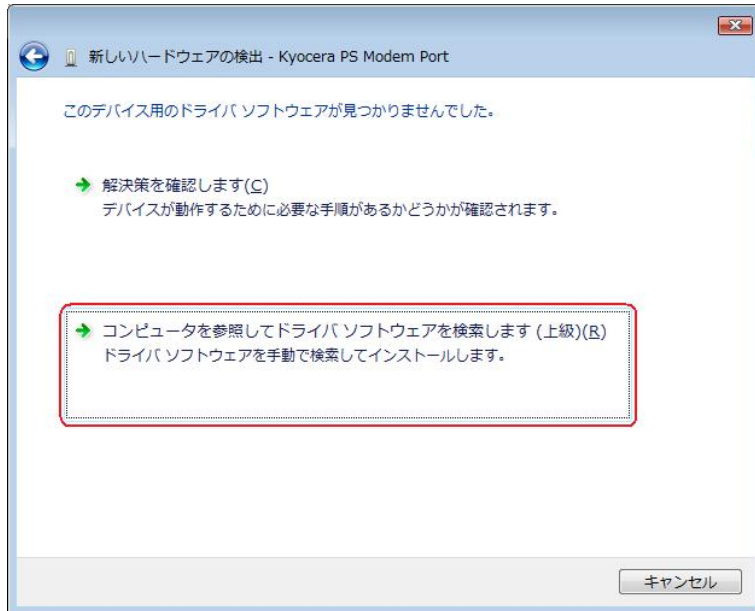 新しいハードウェアの検出 - Kyocera PS Modem Port
このデバイス用のドライバ ソフトウェアが見つかりませんでした。
解決策を確認します(C)
デバイスが動作するために必要な手順があるかどうかが確認されます。
コンピュータを参照してドライバ ソフトウェアを検索します (上級)(R)
ドライバ ソフトウェアを手動で検索してインストールします。
キャンセル